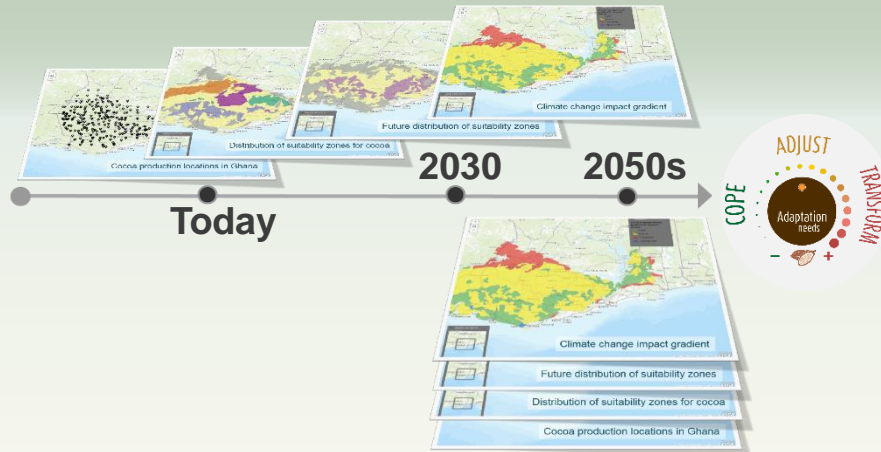 Climate change impact gradient
Future distribution of suitability zones
Distribution of suitability zones for cocoa
Cocoa production locations in Ghana
Today
2030
2050s
COPE
ADJUST
TRANSFORM
Adaptation
needs
- +
Climate change impact gradient
Future distribution of suitability zones
Distribution of suitability zones for cocoa
Cocoa production locations in Ghana